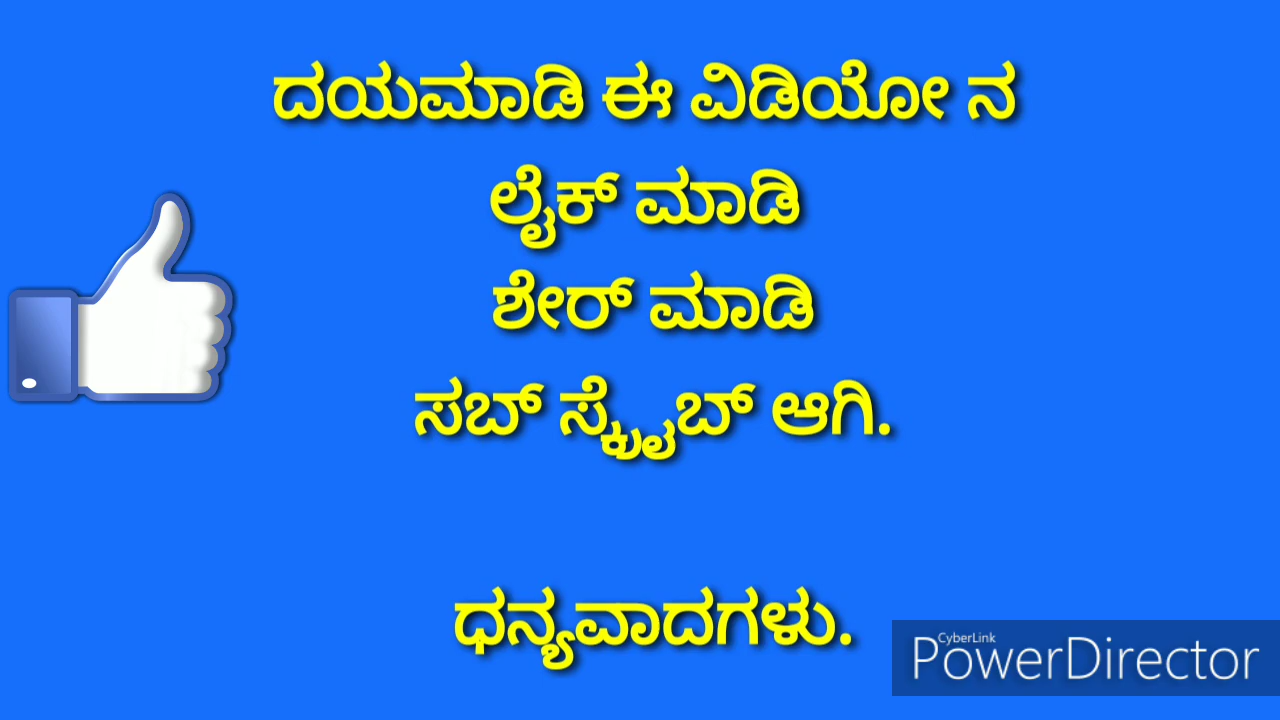 ದಯಮಾಡಿ ಈ ವಿಡಿಯೋ ನ
ಲೈಕ್ ಮಾಡಿ
ಶೇರ್ ಮಾಡಿ
ಸಬ್ ಸ್ಕ್ರೈಬ್ ಆಗಿ.
ಧನ್ಯವಾದಗಳು.
CyberLink
PowerDirector